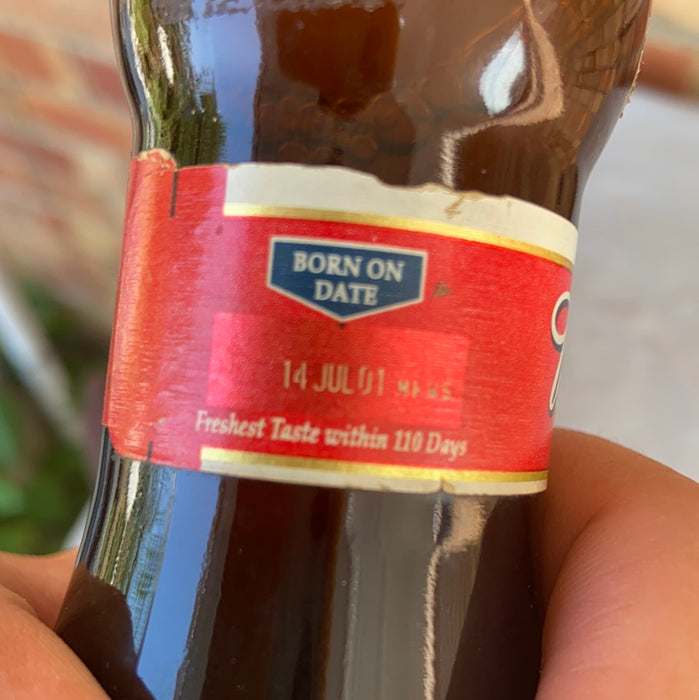 BORN ON
DATE
14 JUL 01
Freshest Taste within 110 Days